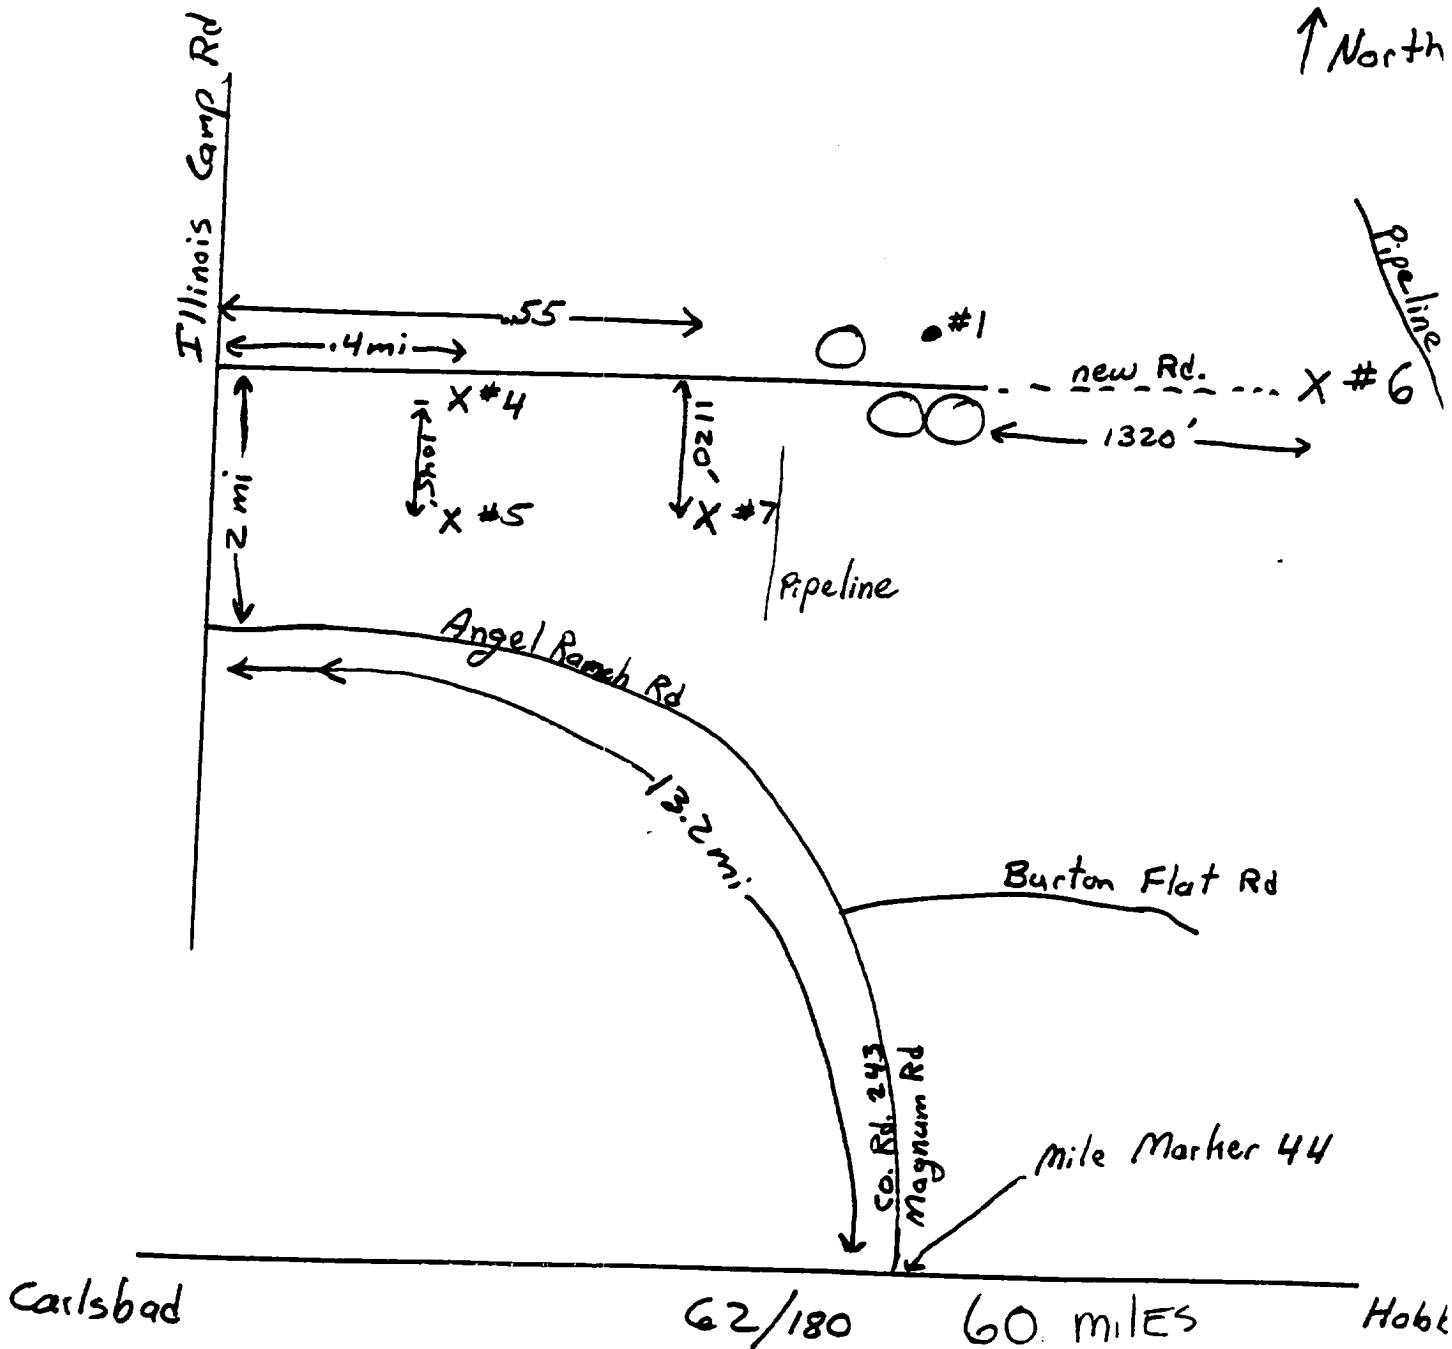 North
Illinois Camp Rd
Pipeline
.55
#1
.4mi
new Rd.
X #6
X #4
1320'
1120'
1045'
2 mi
X #5
X #7
Pipeline
Angel Ranch Rd
13.2 mi
Burton Flat Rd
Co. Rd. 243
Magnum Rd
Mile Marker 44
Carlsbad
62/180
60 milES
Hobb